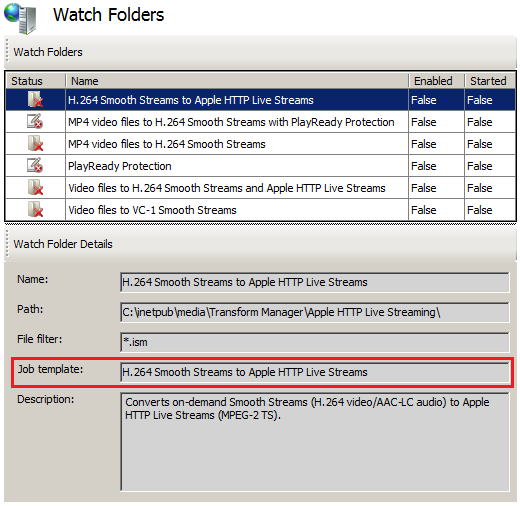 Watch Folders
Watch Folders
Status Name Enabled Started
H.264 Smooth Streams to Apple HTTP Live Streams False False
MP4 video files to H.264 Smooth Streams with PlayReady Protection False False
MP4 video files to H.264 Smooth Streams False False
PlayReady Protection False False
Video files to H.264 Smooth Streams and Apple HTTP Live Streams False False
Video files to VC-1 Smooth Streams False False
Watch Folder Details
Name: H.264 Smooth Streams to Apple HTTP Live Streams
Path: C:\inetpub\media\Transform Manager\Apple HTTP Live Streaming\
File filter: *.ism
Job template: H.264 Smooth Streams to Apple HTTP Live Streams
Description: Converts on-demand Smooth Streams (H.264 video/AAC-LC audio) to Apple
HTTP Live Streams (MPEG-2 TS).